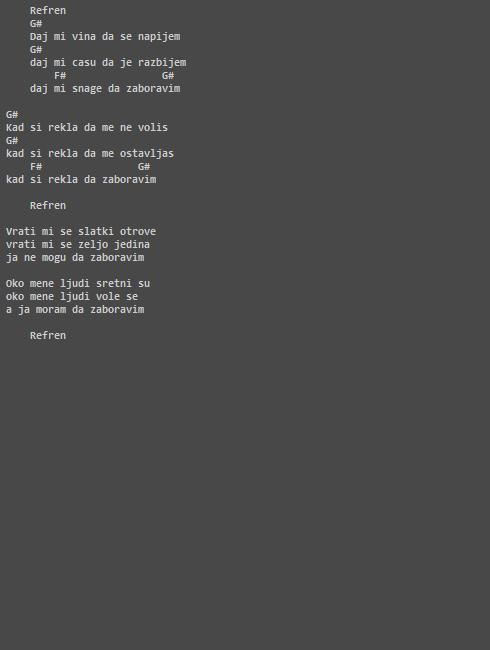 Refren
G#
Daj mi vina da se napijem
G#
daj mi casu da je razbijem
F# G#
daj mi snage da zaboravim
G#
Kad si rekla da me ne volis
G#
kad si rekla da me ostavljas
F# G#
kad si rekla da zaboravim
Refren
Vrati mi se slatki otrove
vrati mi se zeljo jedina
ja ne mogu da zaboravim
Oko mene ljudi sretni su
oko mene ljudi vole se
a ja moram da zaboravim
Refren